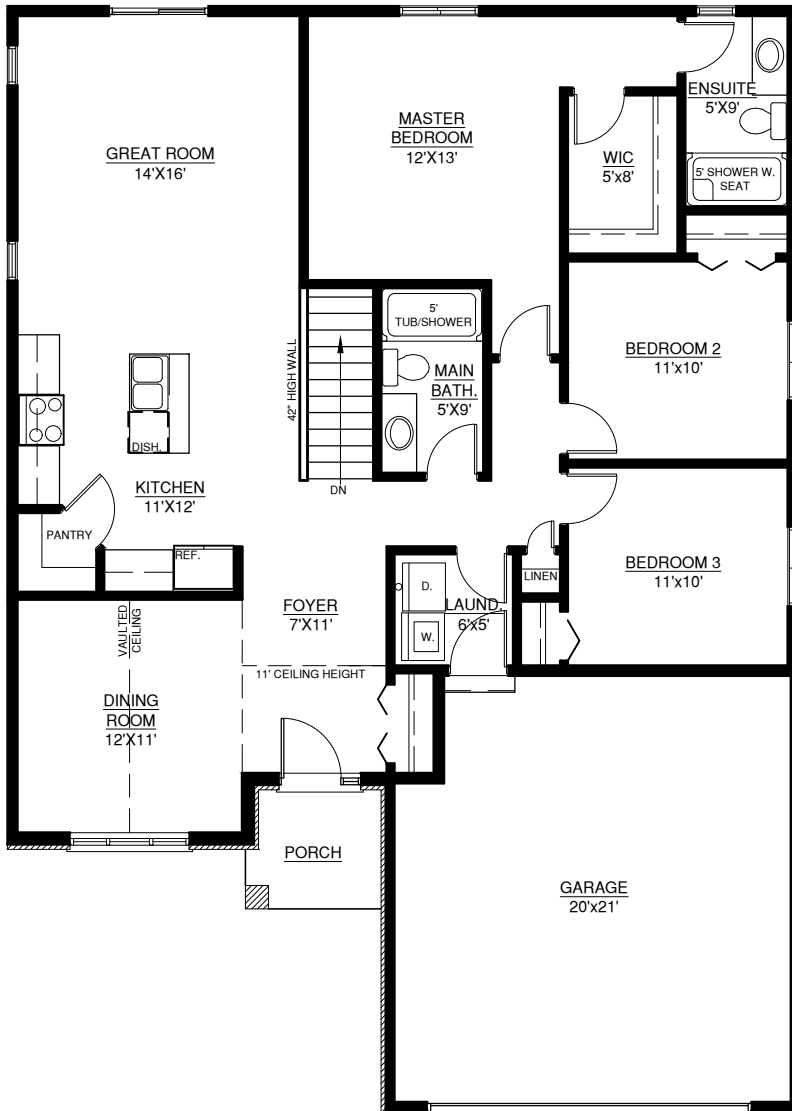 GREAT ROOM
14'X16'
MASTER
BEDROOM
12'X13'
ENSUITE
5'X9'
WIC
5'x8'
5' SHOWER W.
SEAT
5'
TUB/SHOWER
MAIN
BATH.
5'X9'
42" HIGH WALL
DN
BEDROOM 2
11'x10'
DISH.
KITCHEN
11'X12'
PANTRY
REF.
BEDROOM 3
11'x10'
LINEN
D.
W.
LAUND.
6'x5'
FOYER
7'X11'
VAULTED
CEILING
11' CEILING HEIGHT
DINING
ROOM
12'X11'
PORCH
GARAGE
20'x21'